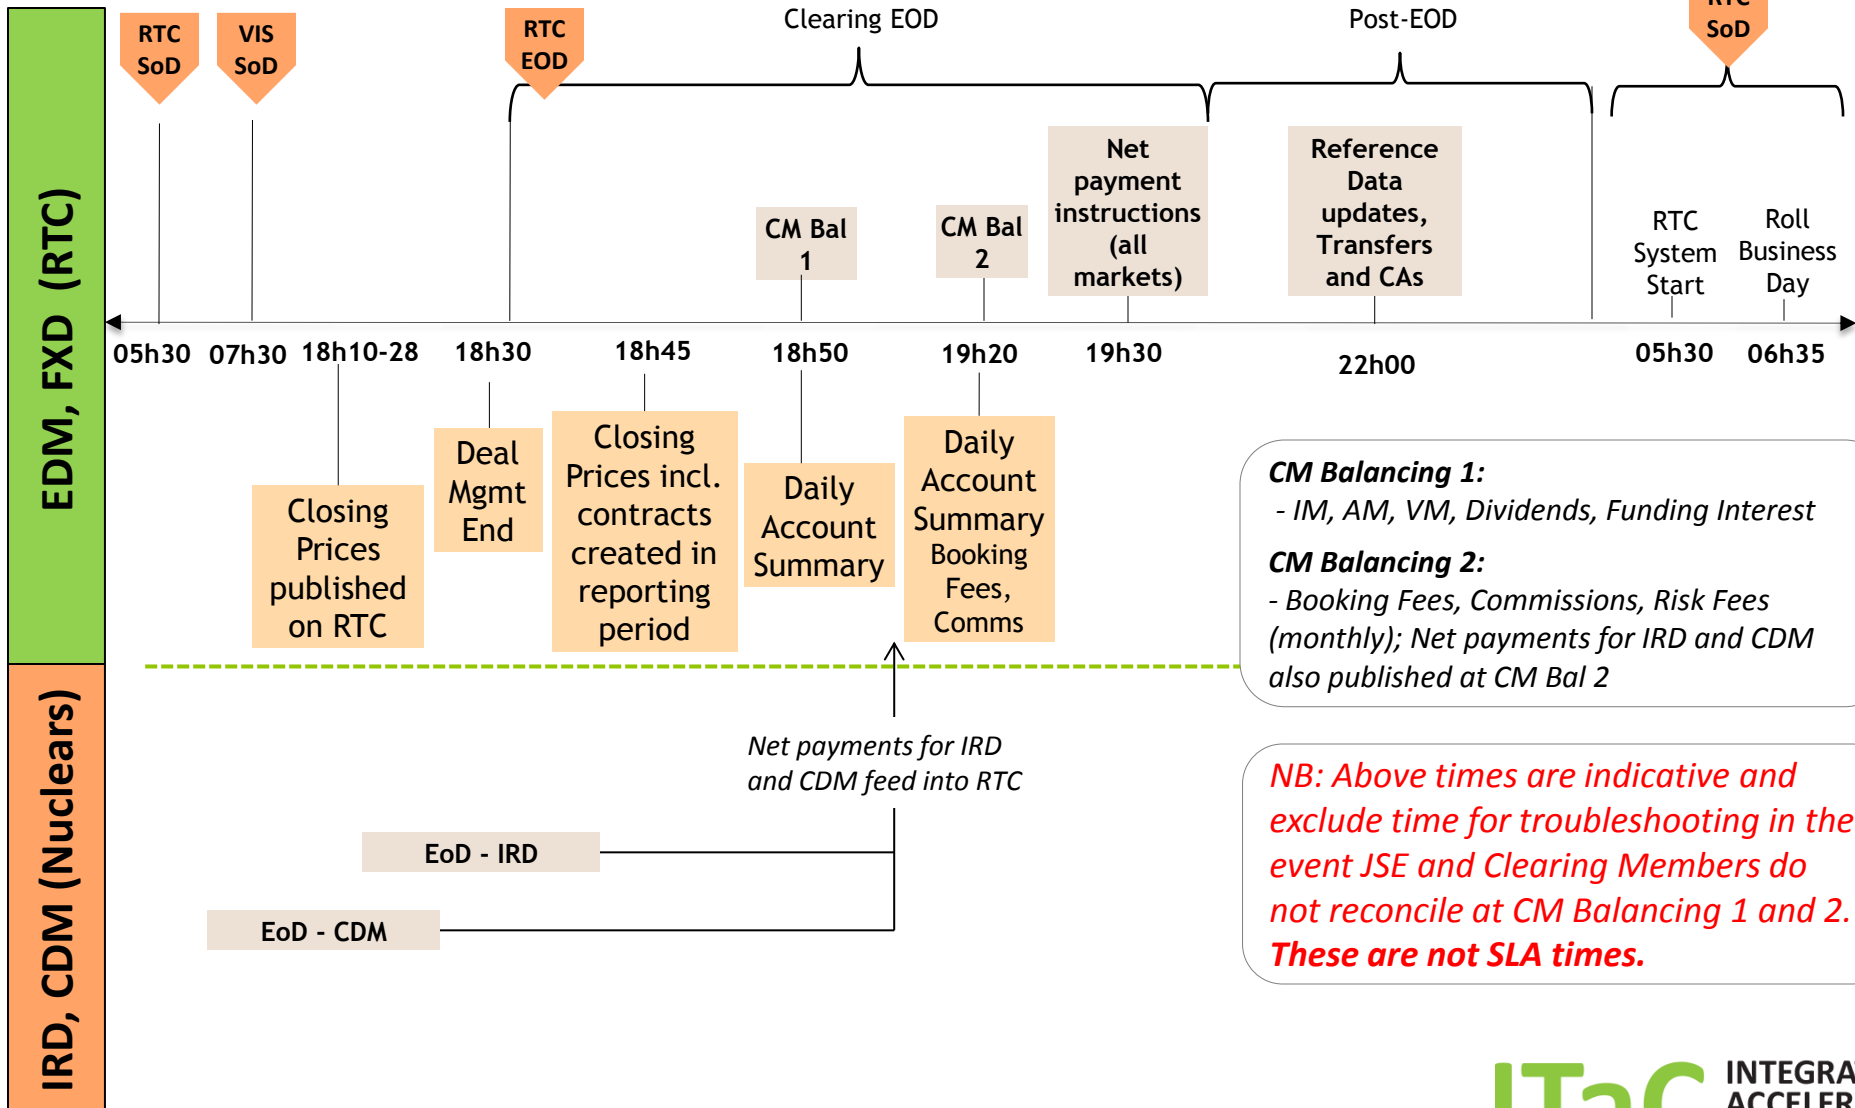 RTC
SoD
VIS
SoD
RTC
EOD
Clearing EOD
Post-EOD
RTC
SoD
EDM, FXD (RTC)
CM Bal
1
CM Bal
2
Net
payment
instructions
(all
markets)
Reference
Data
updates,
Transfers
and CAs
RTC
System
Start
Roll
Business
Day
05h30
07h30
18h10-28
18h30
18h45
18h50
19h20
19h30
22h00
05h30
06h35
Closing
Prices
published
on RTC
Deal
Mgmt
End
Closing
Prices incl.
contracts
created in
reporting
period
Daily
Account
Summary
Daily
Account
Summary
Booking
Fees,
Comms
CM Balancing 1:
- IM, AM, VM, Dividends, Funding Interest
CM Balancing 2:
- Booking Fees, Commissions, Risk Fees
(monthly); Net payments for IRD and CDM
also published at CM Bal 2
IRD, CDM (Nuclears)
Net payments for IRD
and CDM feed into RTC
EoD - IRD
EoD - CDM
NB: Above times are indicative and
exclude time for troubleshooting in the
event JSE and Clearing Members do
not reconcile at CM Balancing 1 and 2.
These are not SLA times.
ITaC
INTEGRA
ACCELER